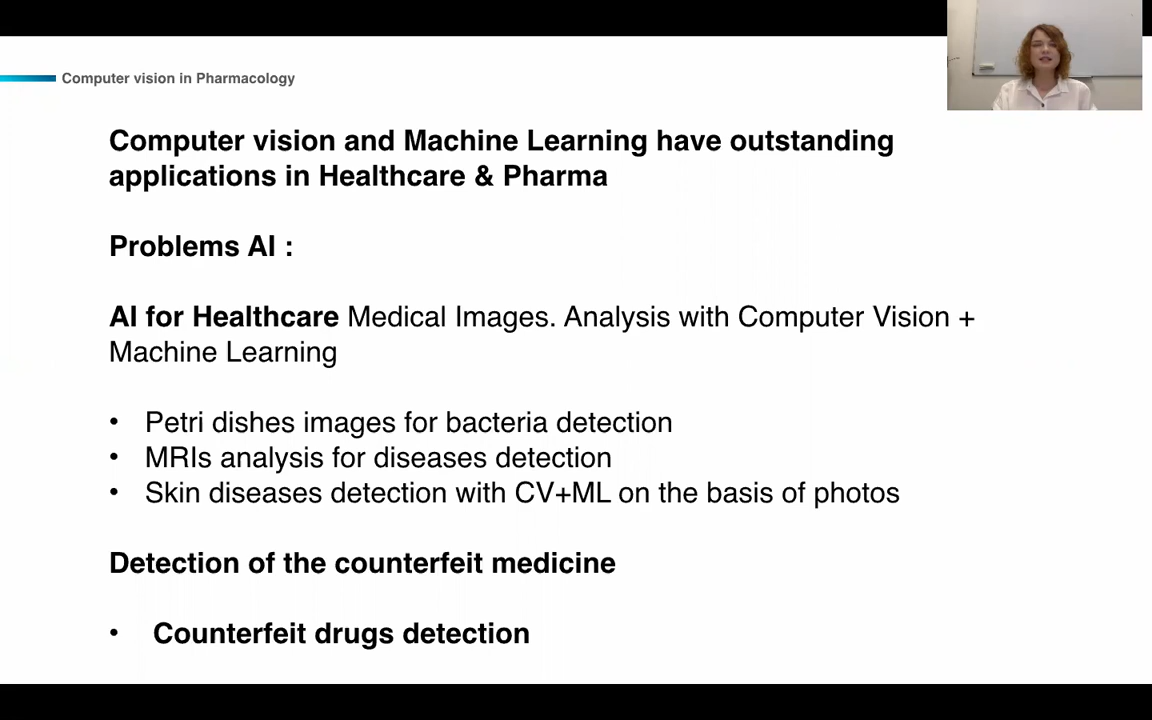 Computer vision in Pharmacology
Computer vision and Machine Learning have outstanding
applications in Healthcare & Pharma
Problems AI :
AI for Healthcare Medical Images. Analysis with Computer Vision +
Machine Learning
• Petri dishes images for bacteria detection
• MRIs analysis for diseases detection
• Skin diseases detection with CV+ML on the basis of photos
Detection of the counterfeit medicine
• Counterfeit drugs detection